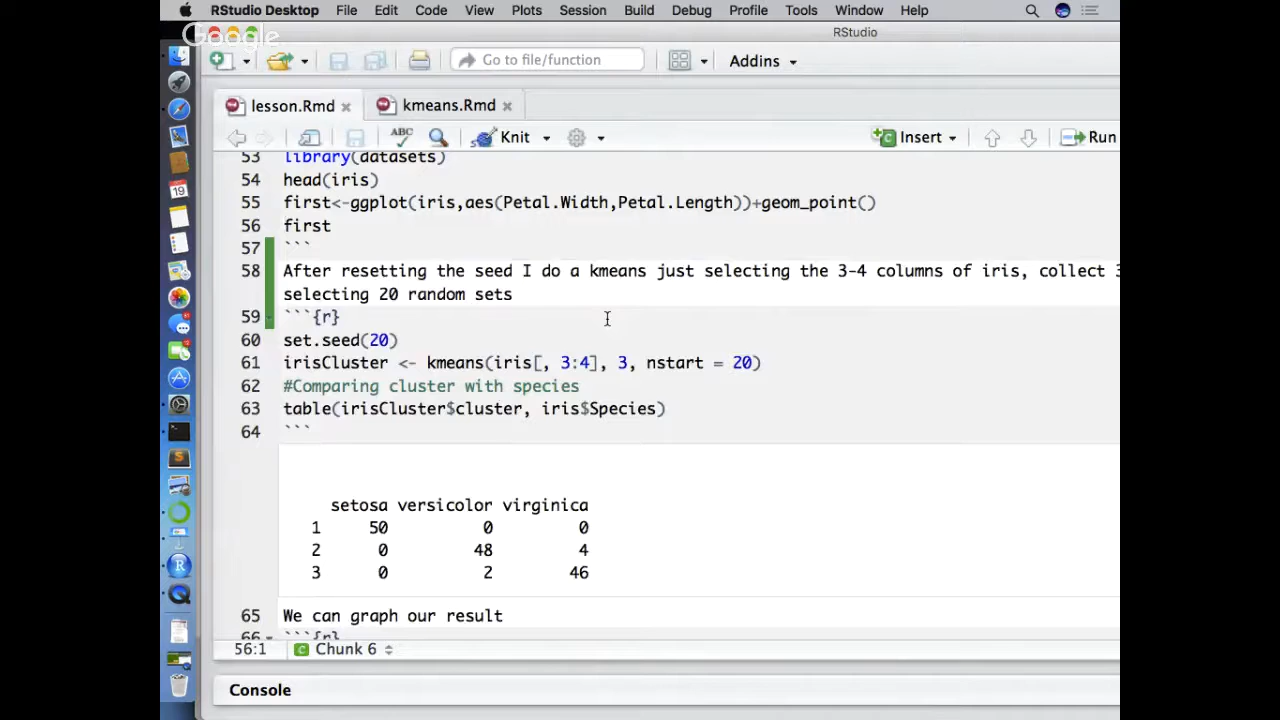 RStudio Desktop File Edit Code View Plots Session Build Debug Profile Tools Window Help
Google
RStudio
Go to file/function Addins
lesson.Rmd kmeans.Rmd
ABC Knit Insert Run
53 library(datasets)
54 head(iris)
55 first<-ggplot(iris,aes(Petal.Width,Petal.Length))+geom_point()
56 first
57 ```
58 After resetting the seed I do a kmeans just selecting the 3-4 columns of iris, collect 3
selecting 20 random sets
59 ```{r}
60 set.seed(20)
61 irisCluster <- kmeans(iris[, 3:4], 3, nstart = 20)
62 #Comparing cluster with species
63 table(irisCluster$cluster, iris$Species)
64 ```
setosa versicolor virginica
1 50 0 0
2 0 48 4
3 0 2 46
65 We can graph our result
66 ```{r}
56:1 Chunk 6
Console
19